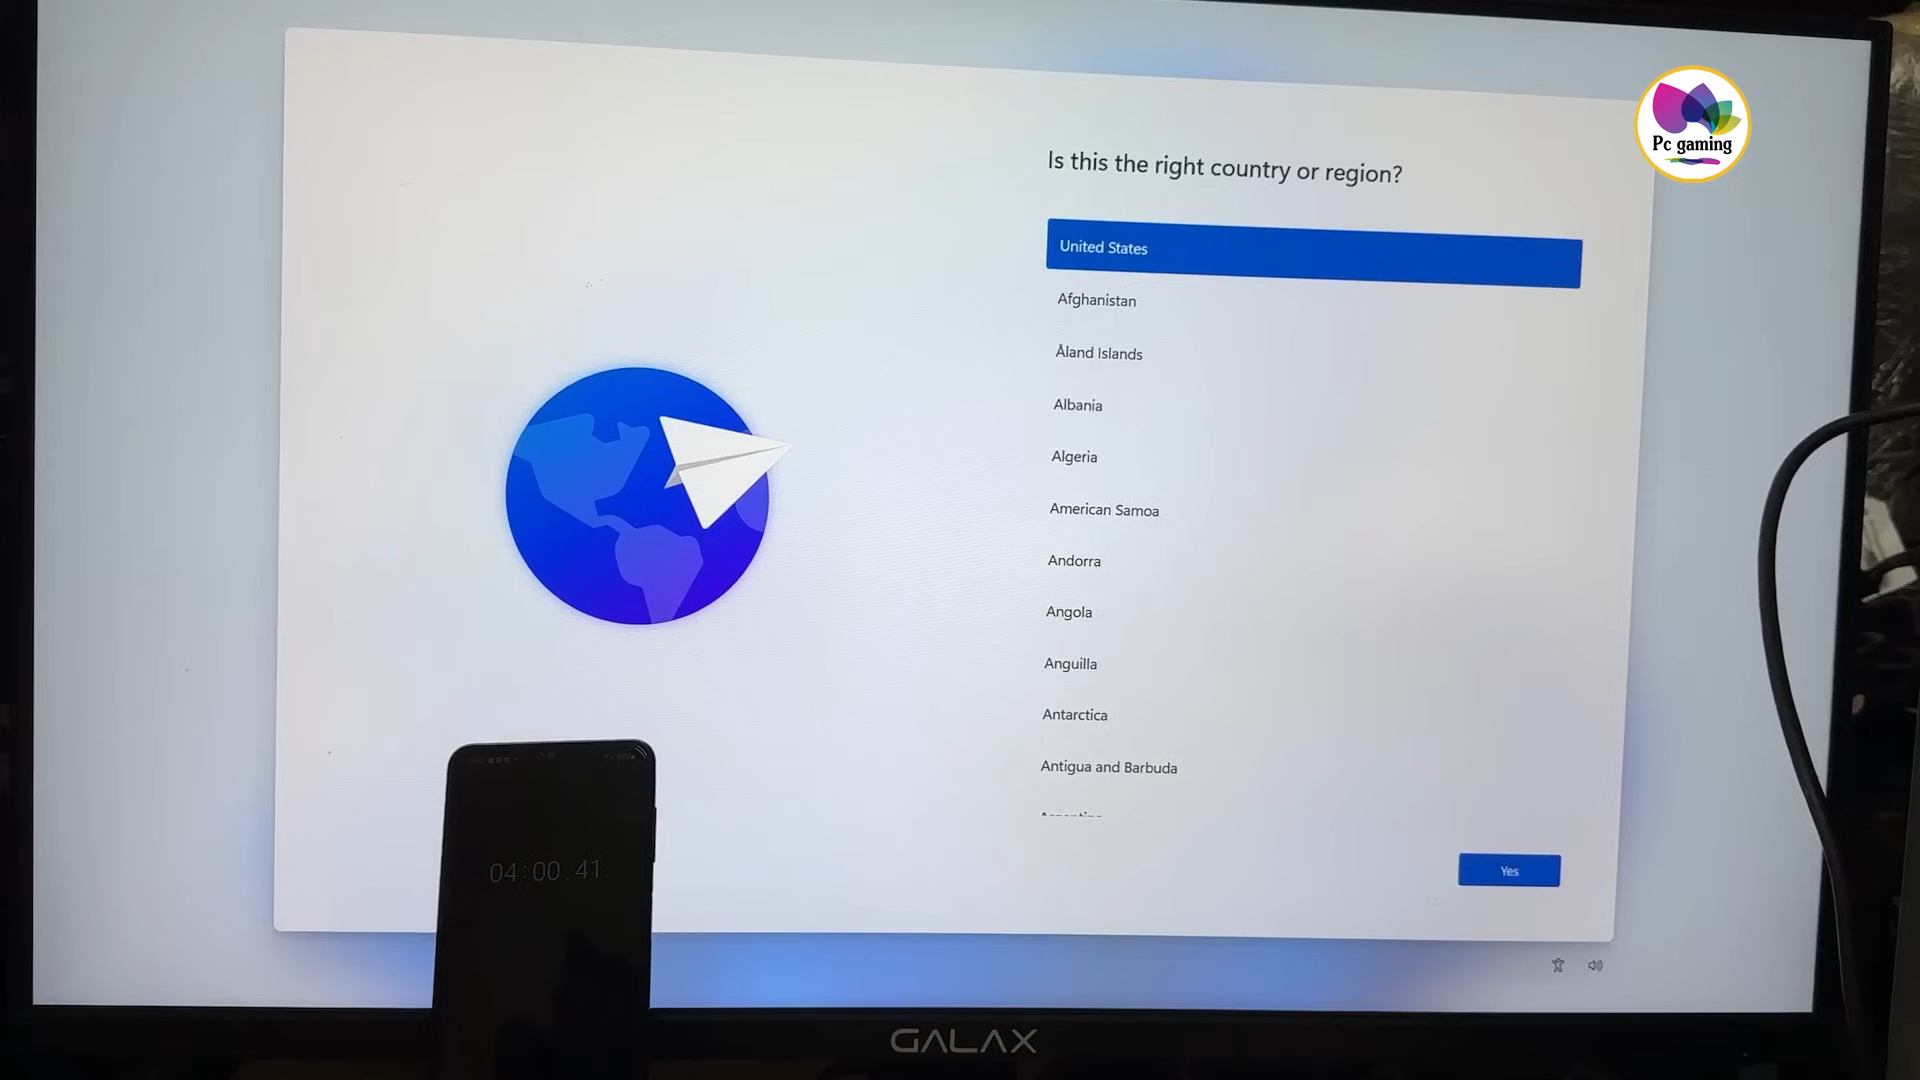 Pc gaming
Is this the right country or region?
United States
Afghanistan
Åland Islands
Albania
Algeria
American Samoa
Andorra
Angola
Anguilla
Antarctica
Antigua and Barbuda
Yes
04:00.41
GALAX